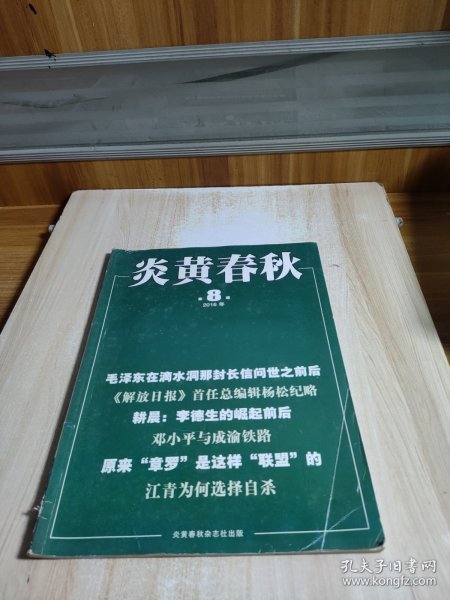 炎黄春秋
第8期
2016年
毛泽东在滴水洞那封长信问世之前后
《解放日报》首任总编辑杨松纪略
耕晨：李德生的崛起前后
邓小平与成渝铁路
原来“章罗”是这样“联盟”的
江青为何选择自杀
炎黄春秋杂志社出版
孔夫子旧书网
www.kongfz.com